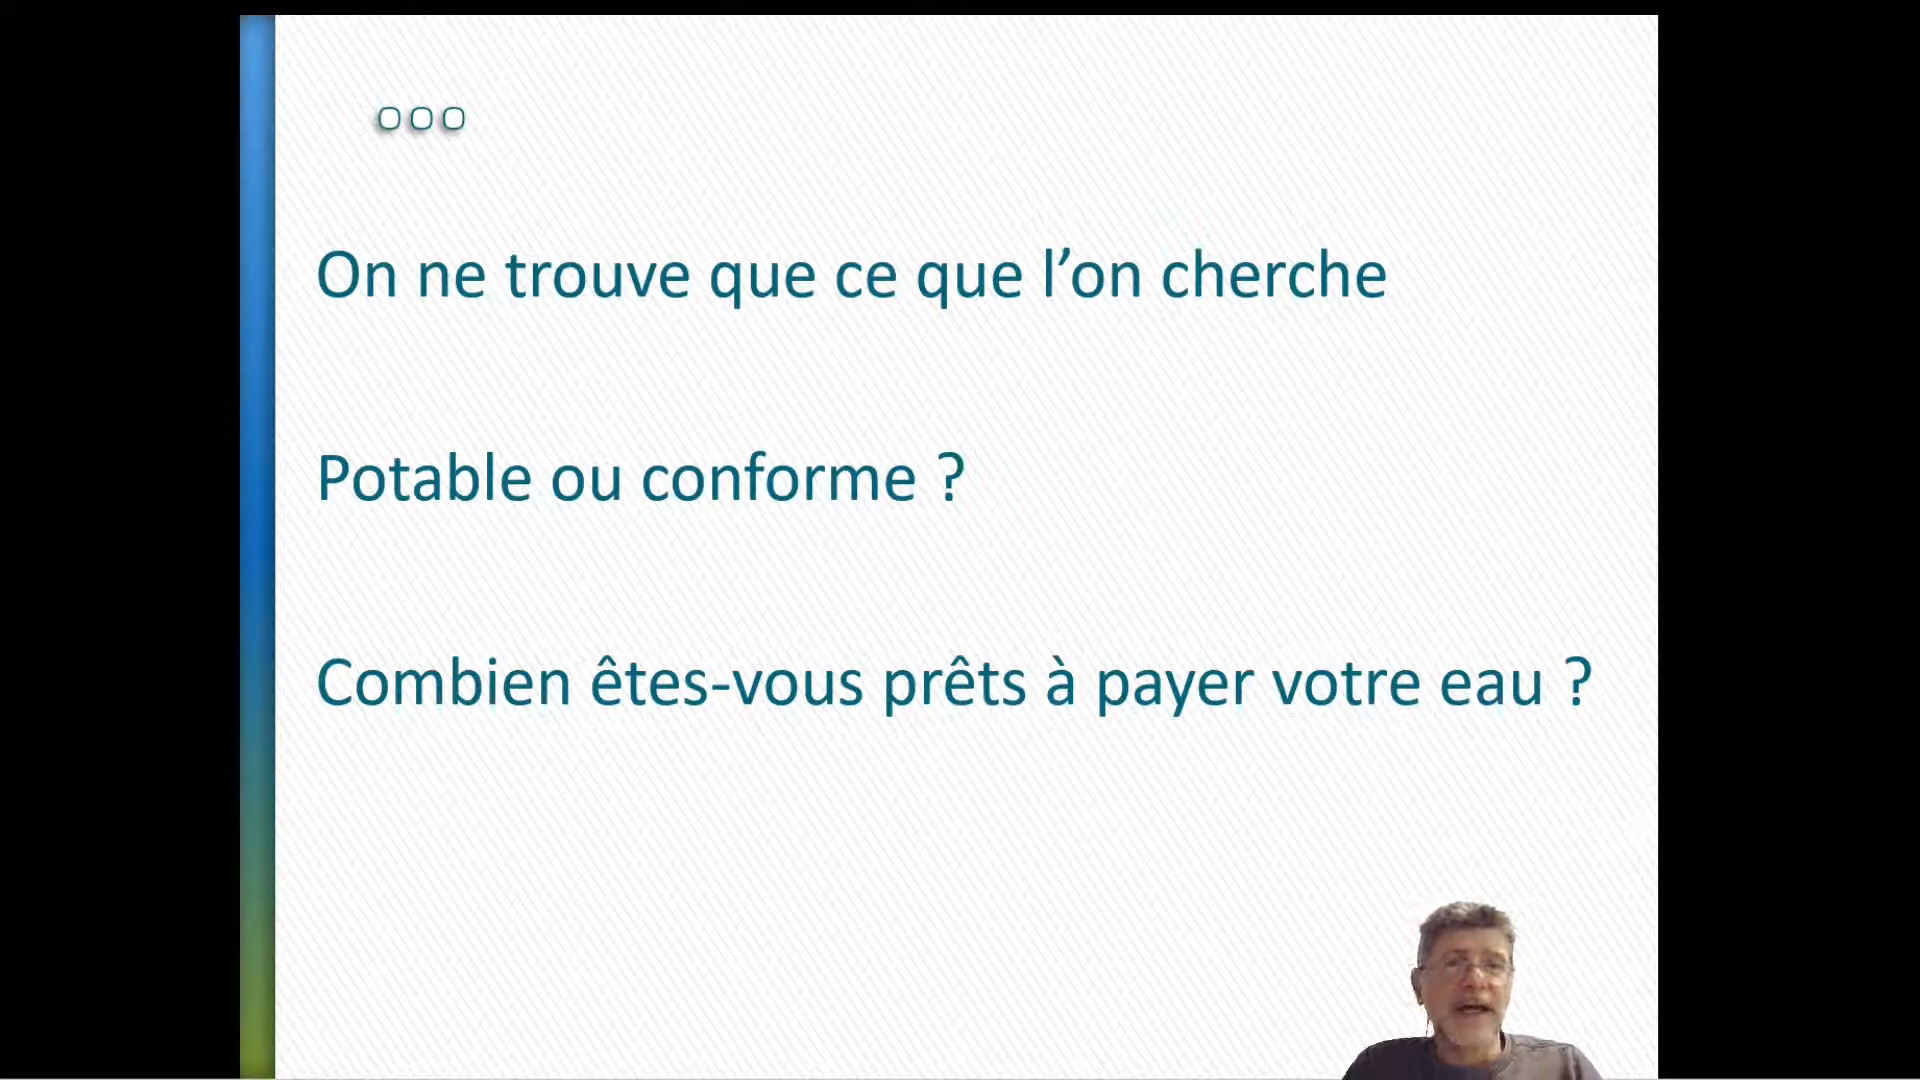 ...
On ne trouve que ce que l’on cherche
Potable ou conforme ?
Combien êtes-vous prêts à payer votre eau ?